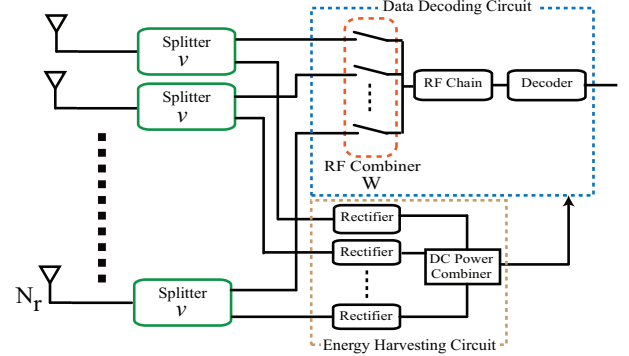 Data Decoding Circuit
Splitter
ν
Splitter
ν
RF Chain
Decoder
RF Combiner
W
Rectifier
Rectifier
DC Power
Combiner
Nr
Splitter
ν
Rectifier
Energy Harvesting Circuit